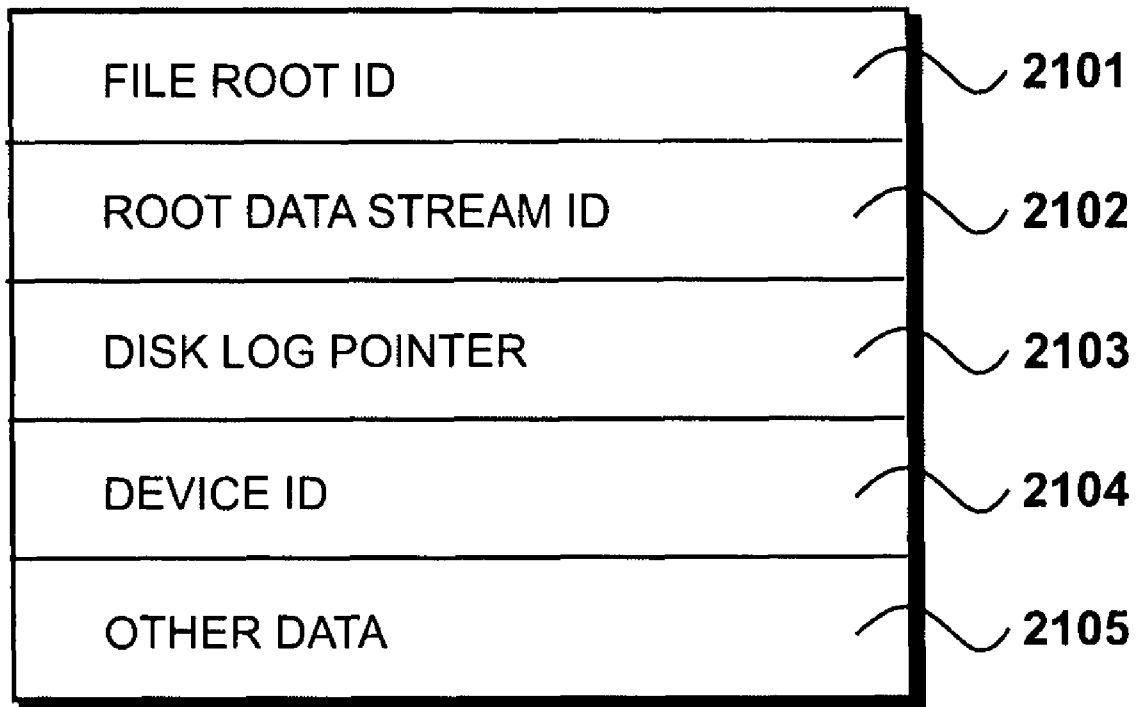 FILE ROOT ID 2101
ROOT DATA STREAM ID 2102
DISK LOG POINTER 2103
DEVICE ID 2104
OTHER DATA 2105